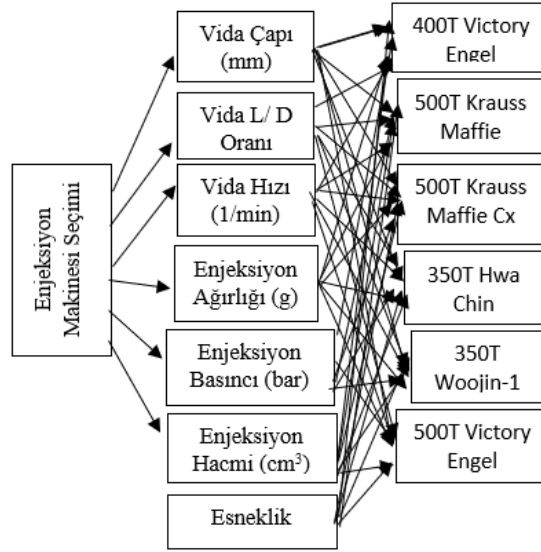 Enjeksiyon
Makinesi Seçimi
Vida Çapı
(mm)
Vida L/ D
Oranı
Vida Hızı
(1/min)
Enjeksiyon
Ağırlığı (g)
Enjeksiyon
Basıncı (bar)
Enjeksiyon
Hacmi (cm³)
Esneklik
400T Victory
Engel
500T Krauss
Maffie
500T Krauss
Maffie Cx
350T Hwa
Chin
350T
Woojin-1
500T Victory
Engel